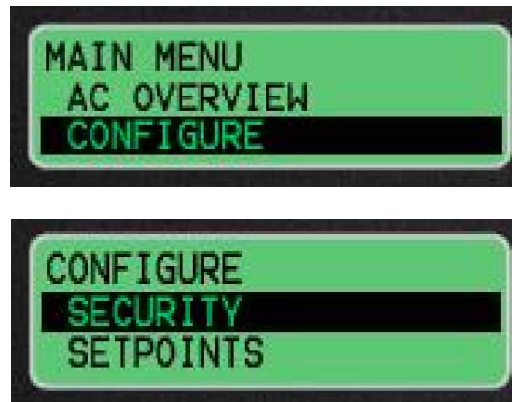 MAIN MENU
AC OVERVIEW
CONFIGURE
CONFIGURE
SECURITY
SETPOINTS